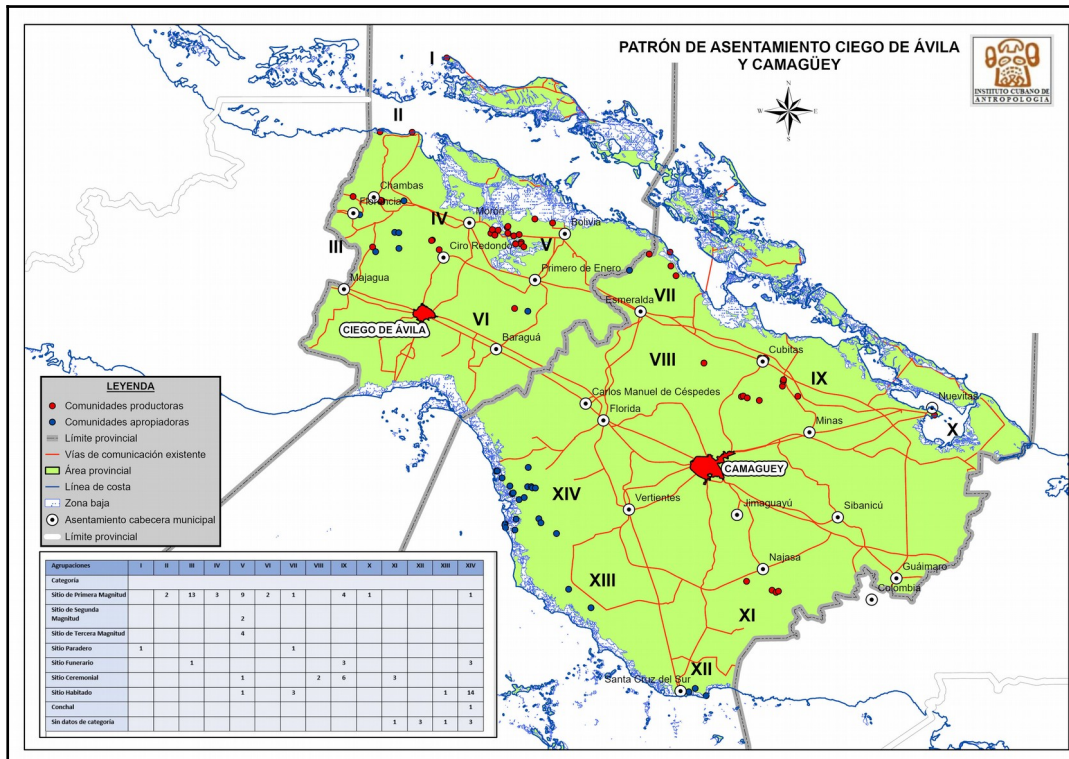 PATRÓN DE ASENTAMIENTO CIEGO DE ÁVILA
Y CAMAGÜEY
INSTITUTO CUBANO DE
ANTROPOLOGIA
N
W
E
S
I
II
Chambas
Florencia
IV
Morón
Bolivia
III
Ciro Redondo
V
Majagua
Primero de Enero
VII
Esmeralda
CIEGO DE ÁVILA
VI
Baraguá
VIII
Cubitas
IX
Carlos Manuel de Céspedes
Nuevitas
Florida
Minas
X
CAMAGUEY
XIV
Vertientes
Jimaguayú
Sibanicú
Najasa
Guáimaro
XIII
Colombia
XI
XII
Santa Cruz del Sur
LEYENDA
Comunidades productoras
Comunidades apropiadoras
Límite provincial
Vías de comunicación existente
Área provincial
Línea de costa
Zona baja
Asentamiento cabecera municipal
Límite provincial
Agrupaciones I II III IV V VI VII VIII IX X XI XII XIII XIV
Categoría
Sitio de Primera Magnitud 2 13 3 9 2 1 4 1 1
Sitio de Segunda
Magnitud 2
Sitio de Tercera Magnitud 4
Sitio Paradero 1 1
Sitio Funerario 1 3 3
Sitio Ceremonial 1 2 6 3
Sitio Habitado 1 3 1 14
Conchal 1
Sin datos de categoría 1 3 1 3